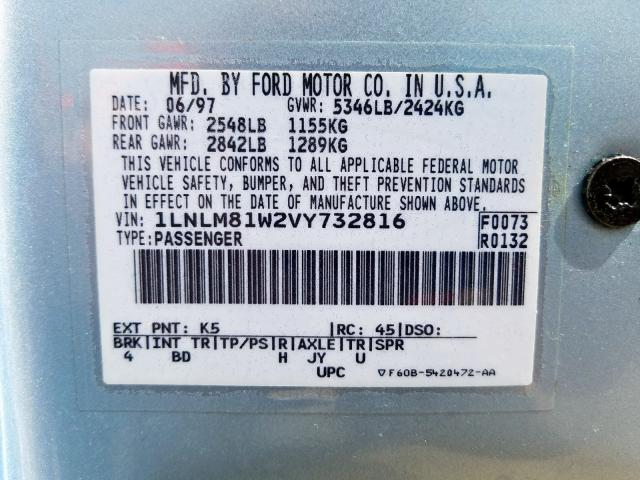 MFD. BY FORD MOTOR CO. IN U.S.A.
DATE: 06/97 GVWR: 5346LB/2424KG
FRONT GAWR: 2548LB 1155KG
REAR GAWR: 2842LB 1289KG
THIS VEHICLE CONFORMS TO ALL APPLICABLE FEDERAL MOTOR
VEHICLE SAFETY, BUMPER, AND THEFT PREVENTION STANDARDS
IN EFFECT ON THE DATE OF MANUFACTURE SHOWN ABOVE.
VIN: 1LNLM81W2VY732816 F0073
TYPE: PASSENGER R0132
EXT PNT: K5 |RC: 45|DSO:
BRK|INT TR|TP/PS|R|AXLE|TR|SPR
4 BD H JY U
UPC ▽F60B-5420472-AA